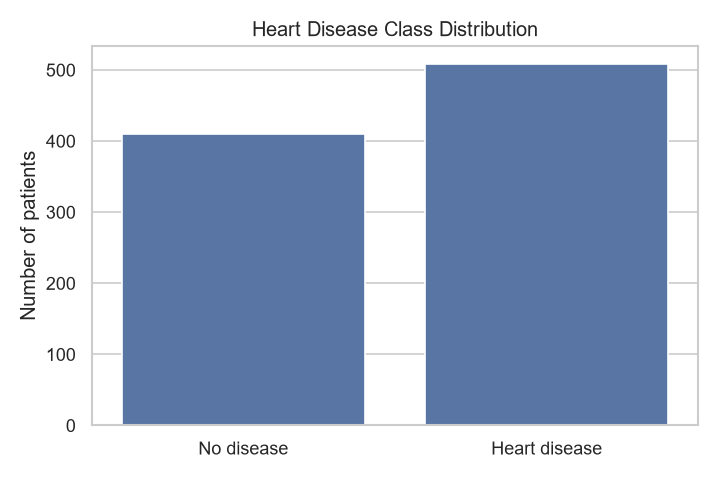 Heart Disease Class Distribution
Number of patients
500
400
300
200
100
0
No disease
Heart disease